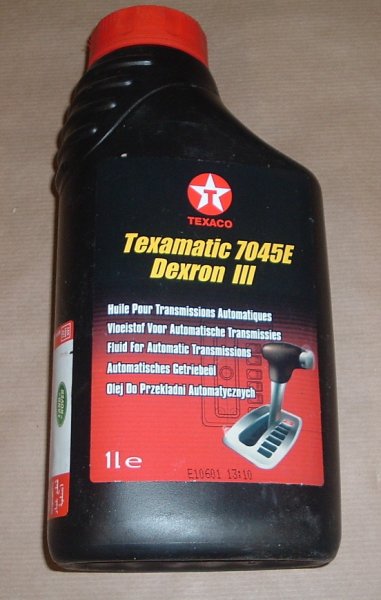 TEXACO
Texamatic 7045E
Dexron III
Huile Pour Transmissions Automatiques
Vloeistof Voor Automatische Transmissies
Fluid For Automatic Transmissions
Automatisches Getriebeöl
Olej Do Przekładni Automatycznych
1l e
E10601 13:10